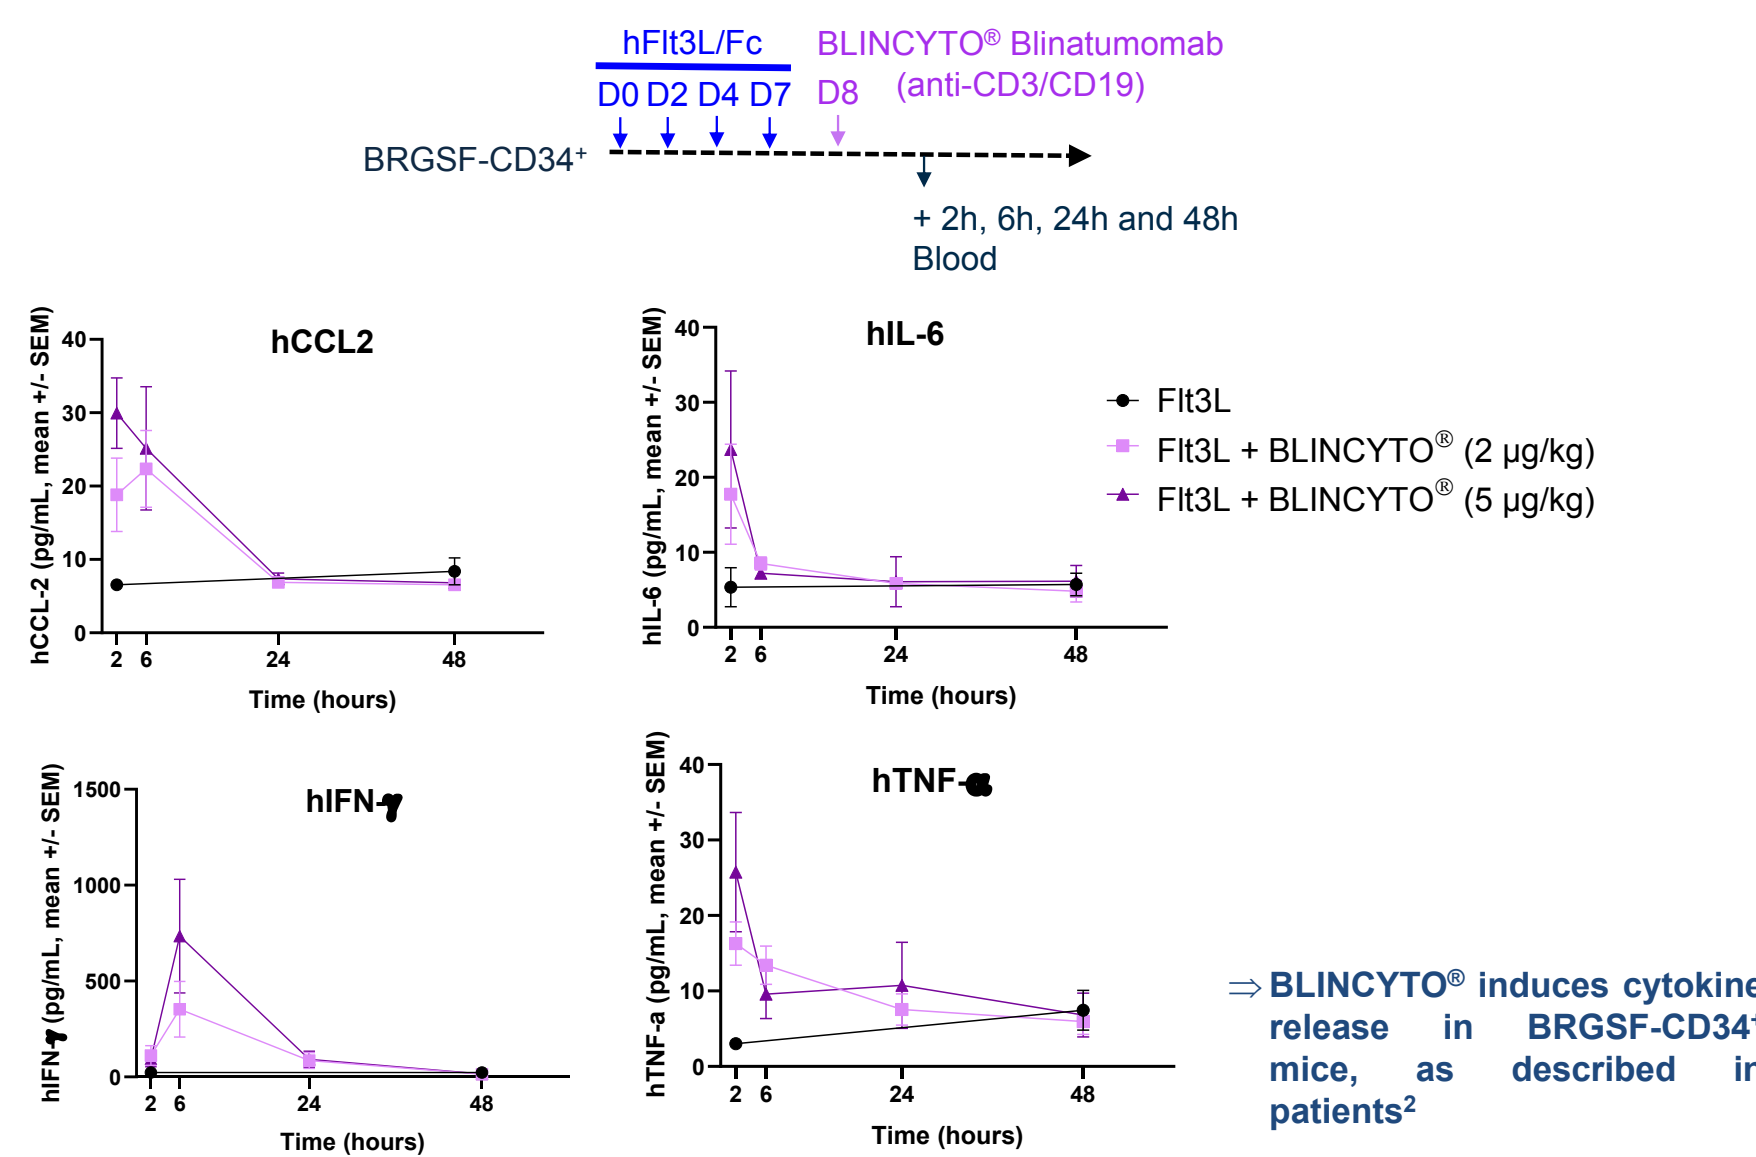 hFlt3L/Fc
BLINCYTO® Blinatumomab
(anti-CD3/CD19)
D0 D2 D4 D7 D8
BRGSF-CD34+
+ 2h, 6h, 24h and 48h
Blood
hCCL2
hCCL-2 (pg/mL, mean +/- SEM)
40
30
20
10
0
2 6 24 48
Time (hours)
hIL-6
hIL-6 (pg/mL, mean +/- SEM)
40
30
20
10
0
2 6 24 48
Time (hours)
Flt3L
Flt3L + BLINCYTO® (2 µg/kg)
Flt3L + BLINCYTO® (5 µg/kg)
hIFN-γ
hIFN-γ (pg/mL, mean +/- SEM)
1500
1000
500
0
2 6 24 48
Time (hours)
hTNF-α
hTNF-a (pg/mL, mean +/- SEM)
40
30
20
10
0
2 6 24 48
Time (hours)
⇒ BLINCYTO® induces cytokine
release in BRGSF-CD34+
mice, as described in
patients2